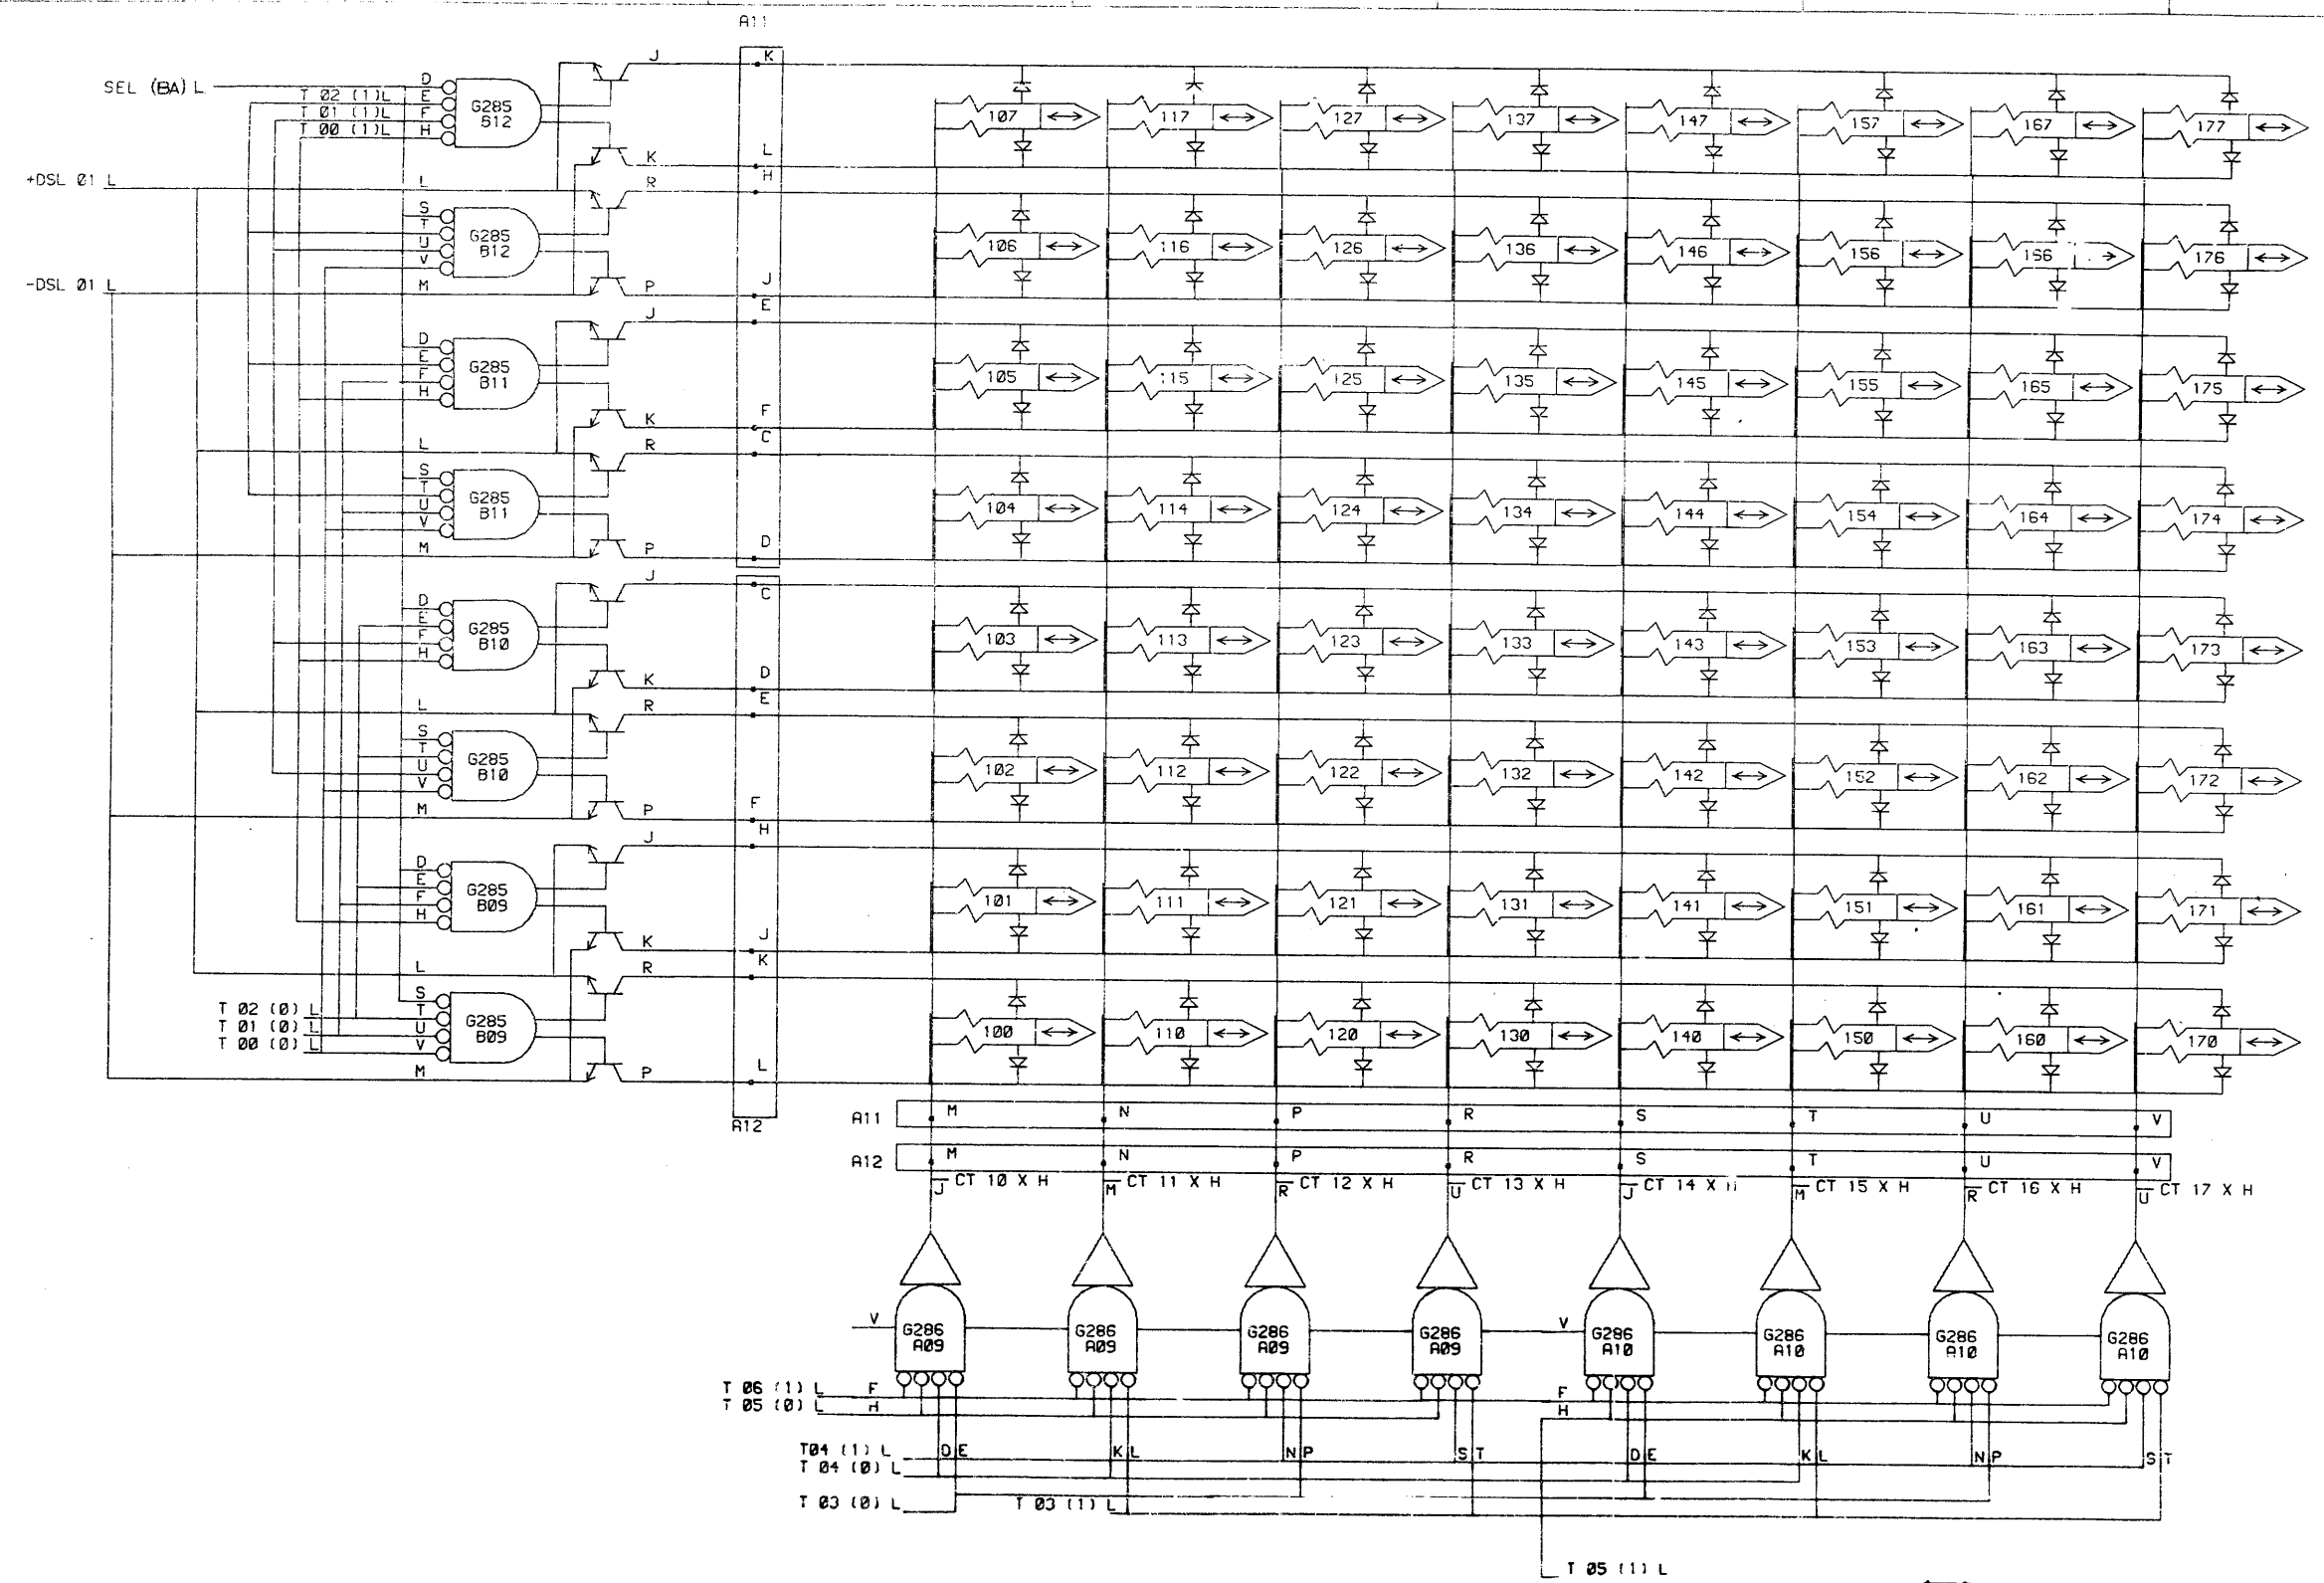 A11
SEL (BA) L D J K
T 02 (1) L E G285
T 01 (1) L F B12
T 00 (1) L H
107 117 127 137 147 157 167 177
K L
+DSL 01 L L R H
S G285
T B12
U
V
106 116 126 136 146 156 166 176
-DSL 01 L M P J
J E
D G285
E B11
F
H
105 115 125 135 145 155 165 175
K F
L R C
S G285
T B11
U
V
104 114 124 134 144 154 164 174
M P D
J C
D G285
E B10
F
H
103 113 123 133 143 153 163 173
K D
L R E
S G285
T B10
U
V
102 112 122 132 142 152 162 172
M P F
J H
D G285
E B09
F
H
101 111 121 131 141 151 161 171
K J
L R K
S G285
T 02 (0) L T B09
T 01 (0) L U
T 00 (0) L V
100 110 120 130 140 150 160 170
M P L
A12
A11 M N P R S T U V
A12 M N P R S T U V
J CT 10 X H M CT 11 X H R CT 12 X H U CT 13 X H J CT 14 X H M CT 15 X H R CT 16 X H U CT 17 X H
V V
G286 G286 G286 G286 G286 G286 G286 G286
A09 A09 A09 A09 A10 A10 A10 A10
T 06 (1) L F F
T 05 (0) L H H
T04 (1) L D E K L N P S T D E K L N P S T
T 04 (0) L
T 03 (0) L T 03 (1) L
T 05 (1) L